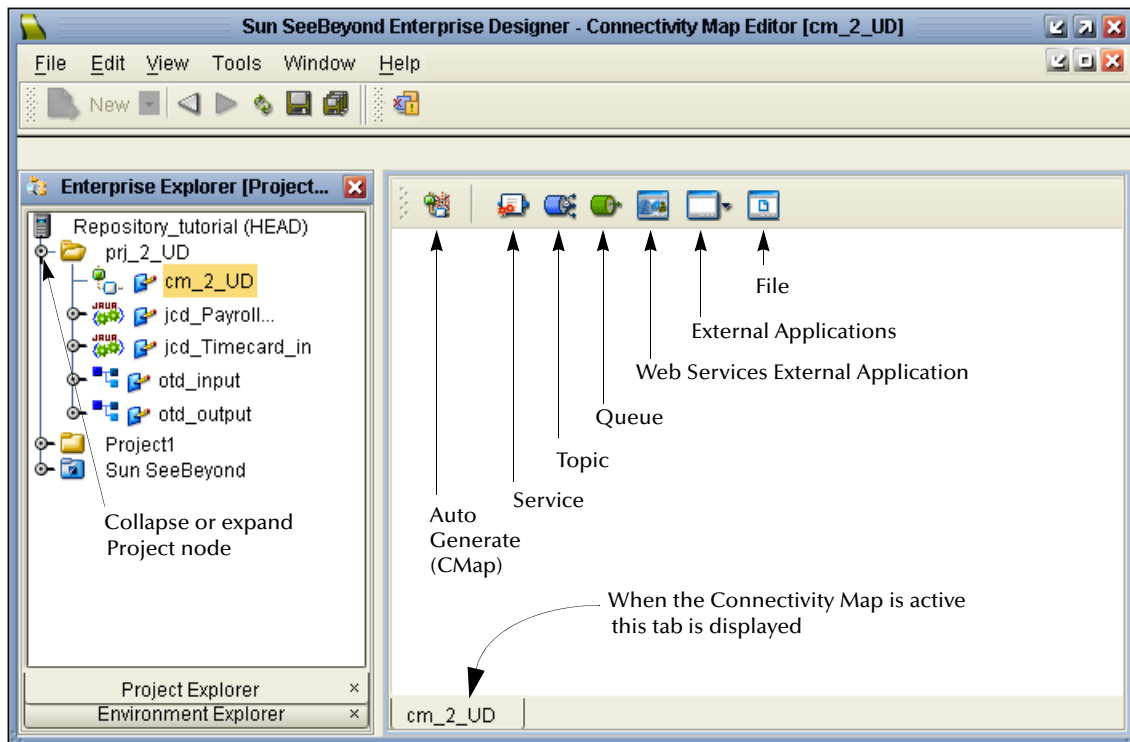 Sun SeeBeyond Enterprise Designer - Connectivity Map Editor [cm_2_UD]
File Edit View Tools Window Help
New
Enterprise Explorer [Project...
Repository_tutorial (HEAD)
prj_2_UD
cm_2_UD
JAVA
jcd_Payroll...
JAVA
jcd_Timecard_in
otd_input
otd_output
Project1
Sun SeeBeyond
Collapse or expand
Project node
Project Explorer
Environment Explorer
File
External Applications
Web Services External Application
Queue
Topic
Service
Auto
Generate
(CMap)
When the Connectivity Map is active
this tab is displayed
cm_2_UD